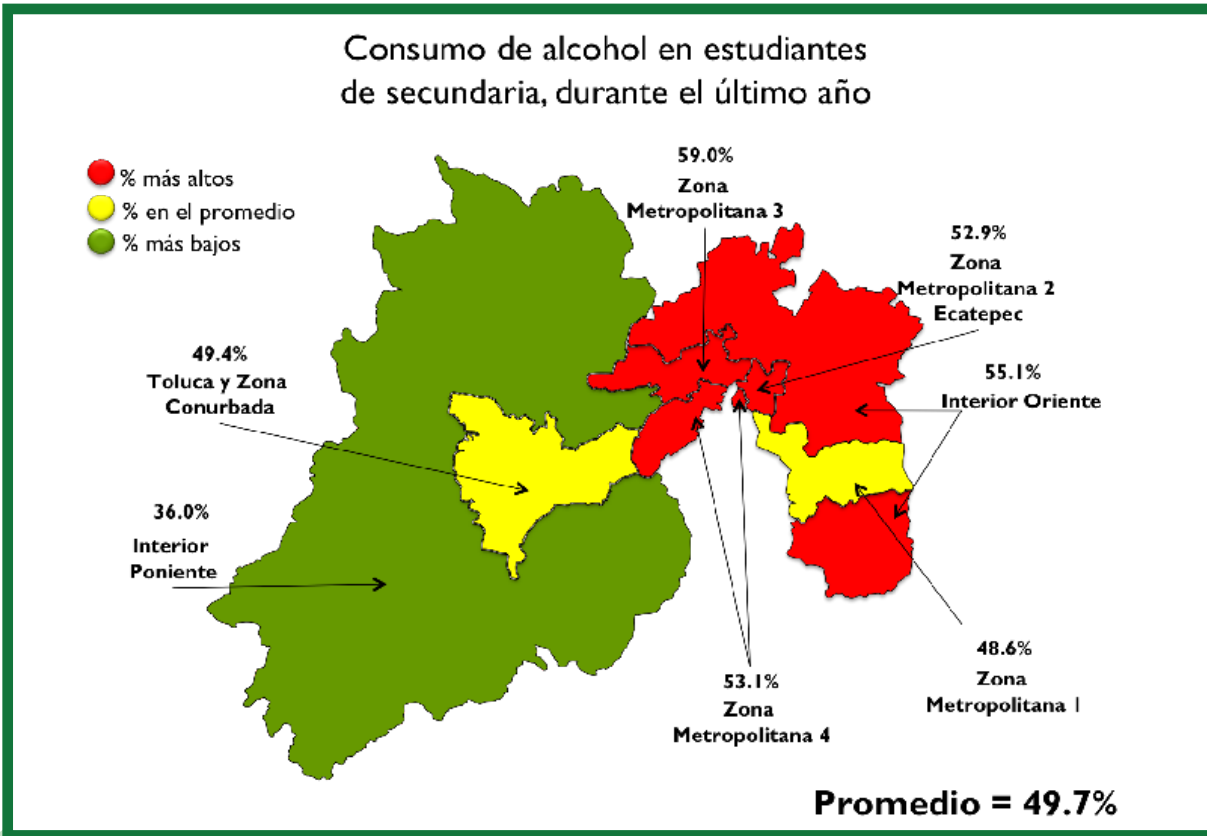 Consumo de alcohol en estudiantes
de secundaria, durante el último año
% más altos
% en el promedio
% más bajos
59.0%
Zona
Metropolitana 3
52.9%
Zona
Metropolitana 2
Ecatepec
49.4%
Toluca y Zona
Conurbada
55.1%
Interior Oriente
36.0%
Interior
Poniente
48.6%
Zona
Metropolitana 1
53.1%
Zona
Metropolitana 4
Promedio = 49.7%